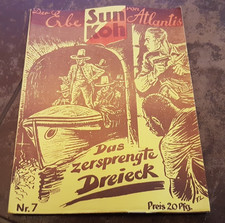 Der Erbe von Atlantis
Sun
Koh
Das
zersprengte
Dreieck
Nr. 7
Preis 20 Pfg.